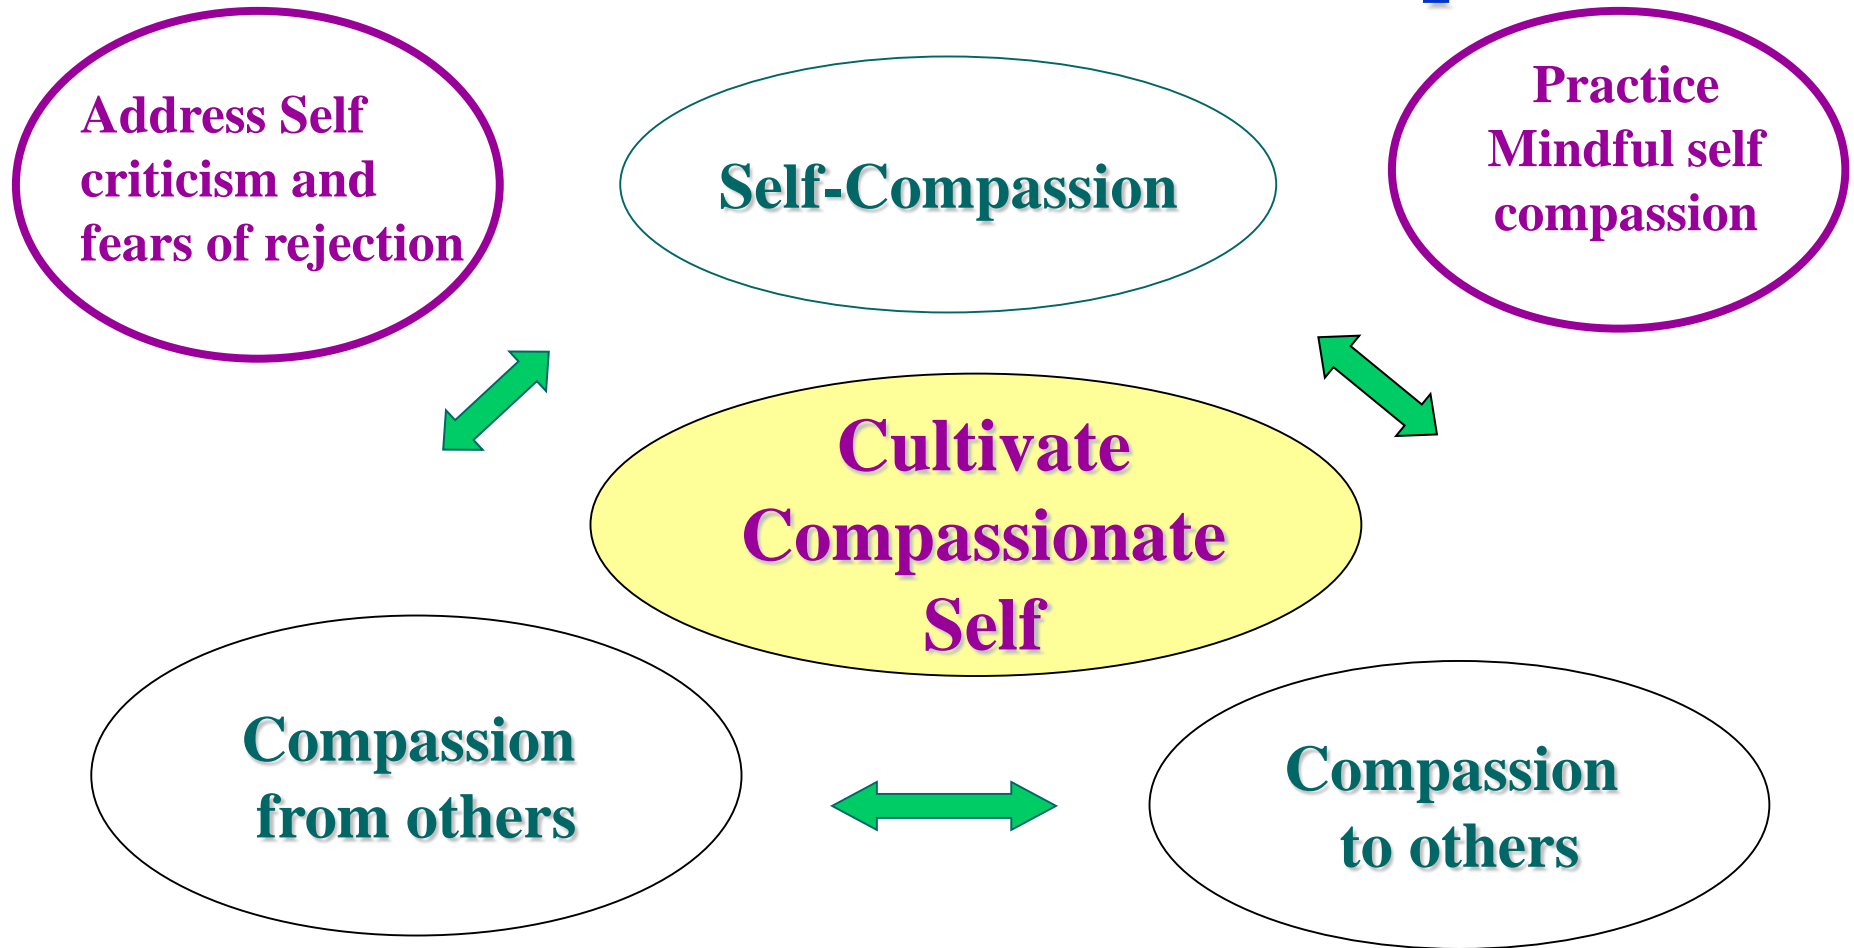 Address Self
criticism and
fears of rejection
Self-Compassion
Practice
Mindful self
compassion
Cultivate
Compassionate
Self
Compassion
from others
Compassion
to others